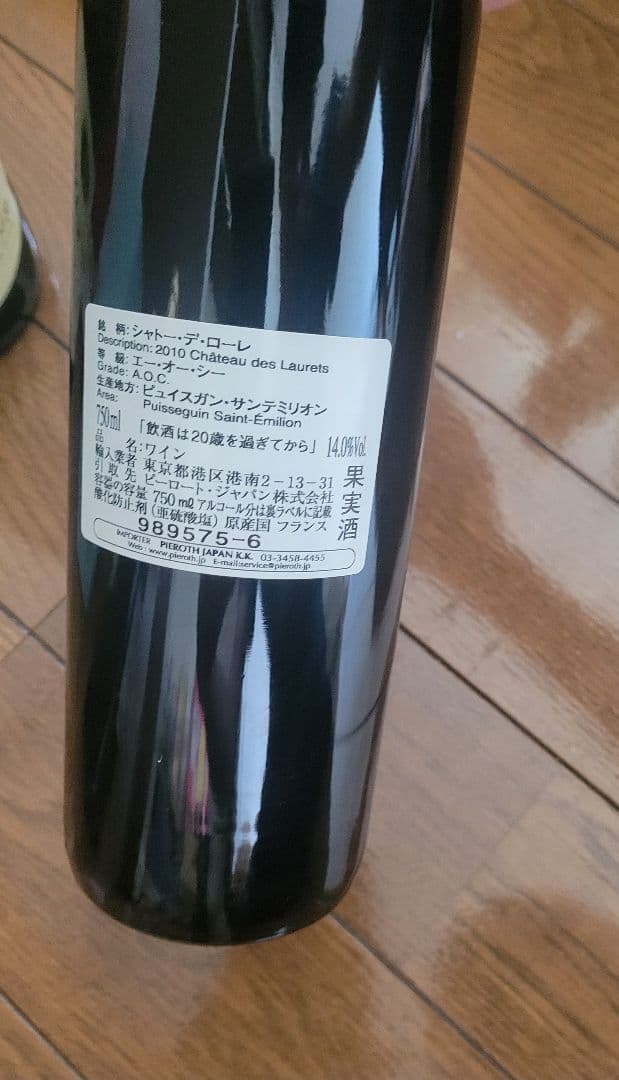 銘 柄: シャトー・デ・ローレ
Description: 2010 Château des Laurets
等 級: エー・オー・シー
Grade: A.O.C.
生産地方: ピュイスガン・サンテミリオン
Area: Puisseguin Saint-Émilion
750ml 「飲酒は20歳を過ぎてから」 14.0%Vol.
品 名: ワイン
輸入業者 東京都港区港南2-13-31
引 取 先 ピーロート・ジャパン株式会社
容器の容量 750㎖ アルコール分は裏ラベルに記載
酸化防止剤(亜硫酸塩) 原産国 フランス
果実酒
989575-6
IMPORTER PIEROTH JAPAN K.K. 03-3458-4455
Web: www.pieroth.jp E-mail:service@pieroth.jp